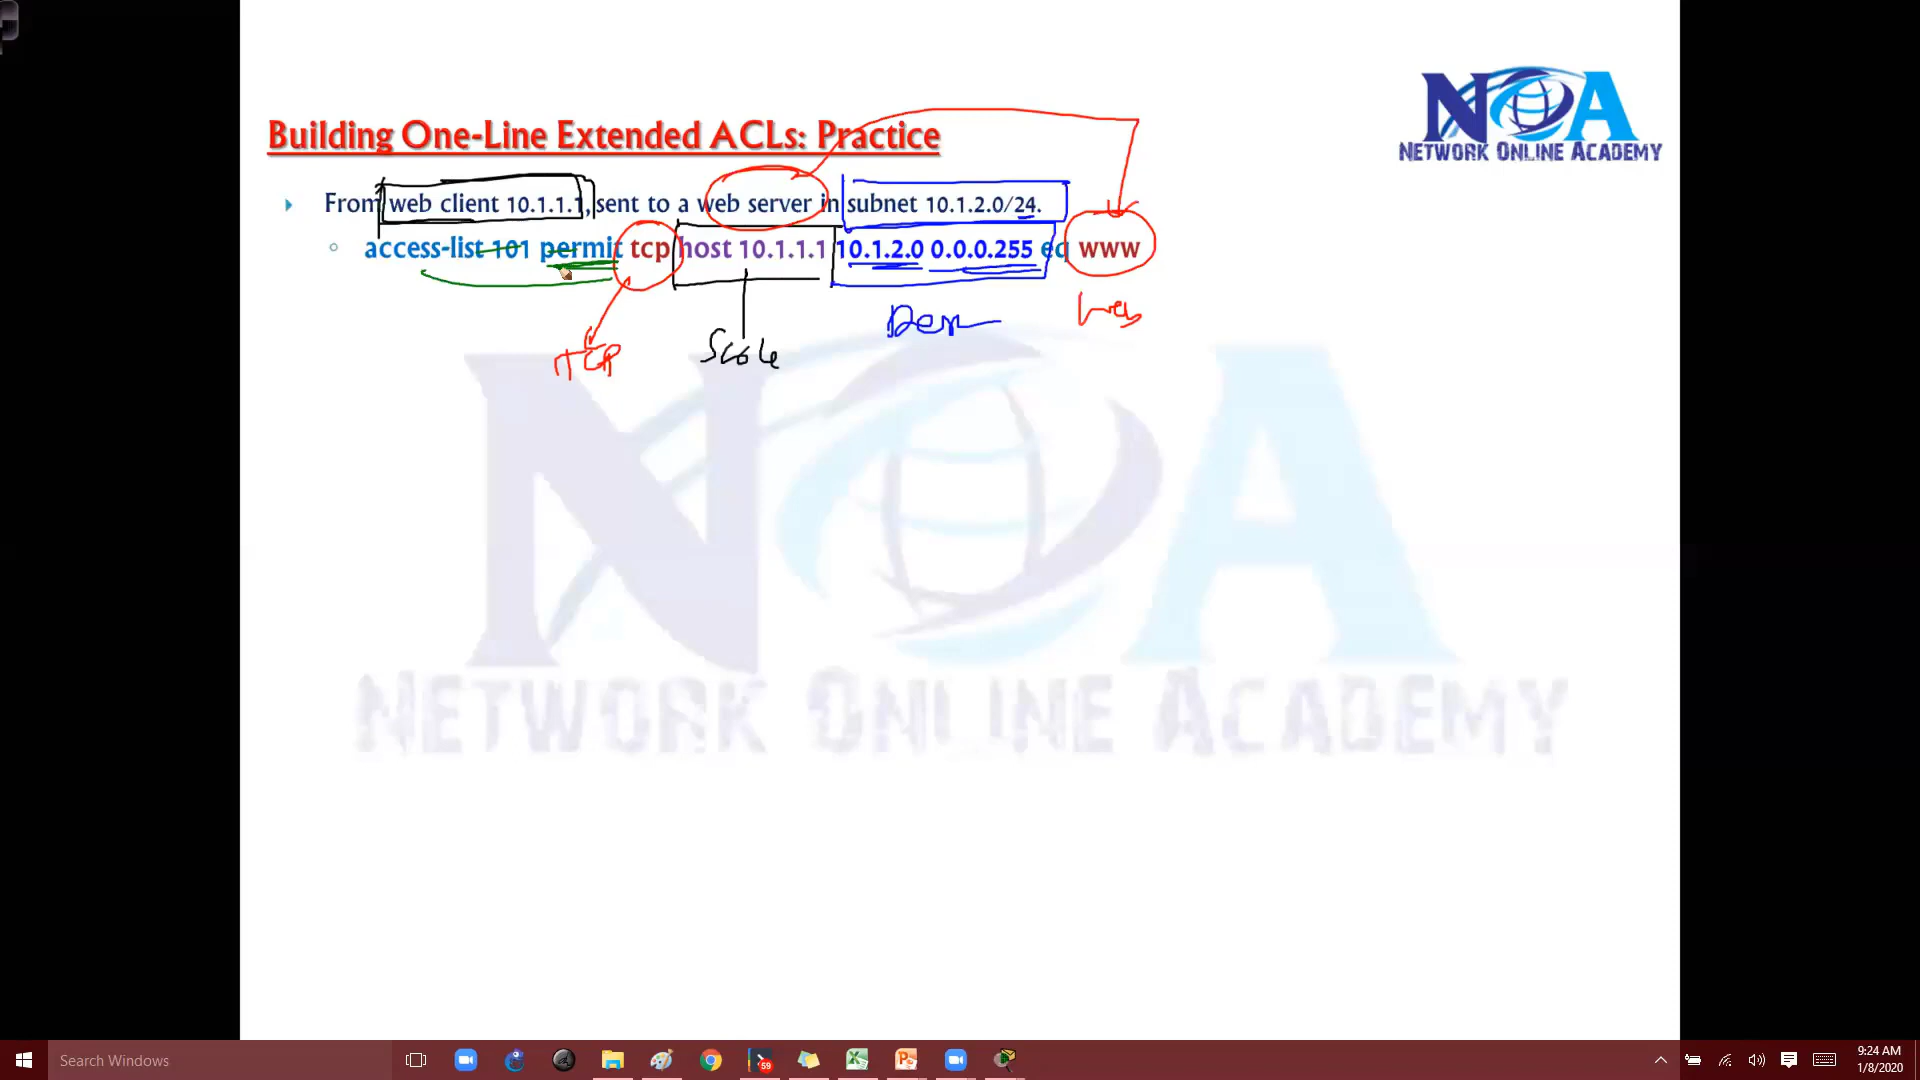 NOA
NETWORK ONLINE ACADEMY
Building One-Line Extended ACLs: Practice
From web client 10.1.1.1, sent to a web server in subnet 10.1.2.0/24.
access-list 101 permit tcp host 10.1.1.1 10.1.2.0 0.0.0.255 eq www
TCP
NOA
NETWORK ONLINE ACADEMY
Search Windows
59
9:24 AM
1/8/2020